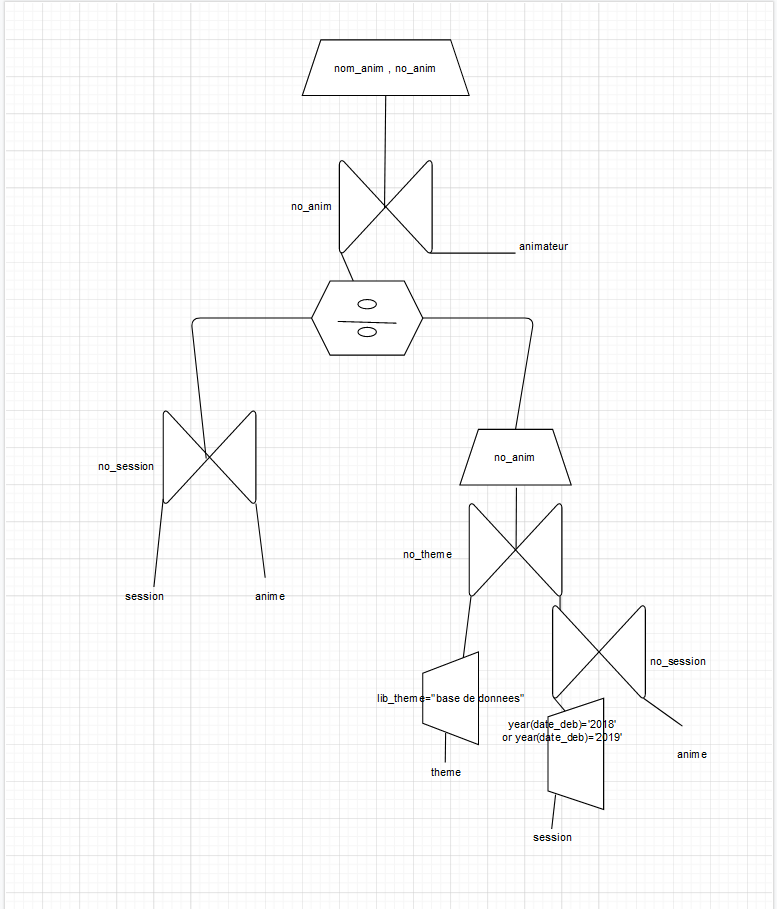 nom_anim , no_anim
no_anim
animateur
no_session
session
anime
no_anim
no_theme
no_session
lib_theme="base de donnees"
year(date_deb)='2018'
or year(date_deb)='2019'
anime
theme
session